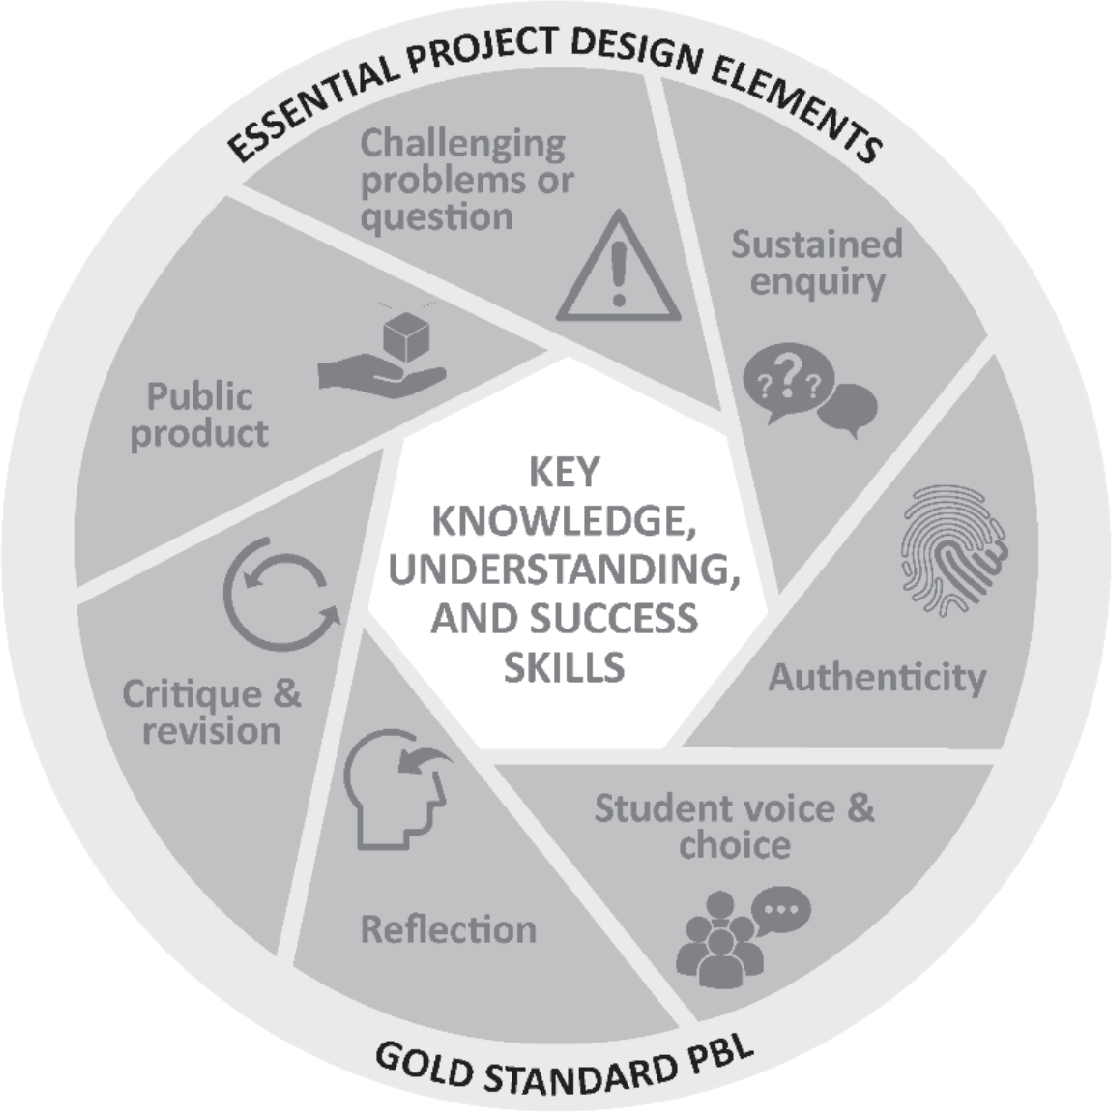 ESSENTIAL PROJECT DESIGN ELEMENTS
Challenging
problems or
question
Sustained
enquiry
???
Authenticity
Student voice &
choice
Reflection
Critique &
revision
Public
product
KEY
KNOWLEDGE,
UNDERSTANDING,
AND SUCCESS
SKILLS
GOLD STANDARD PBL